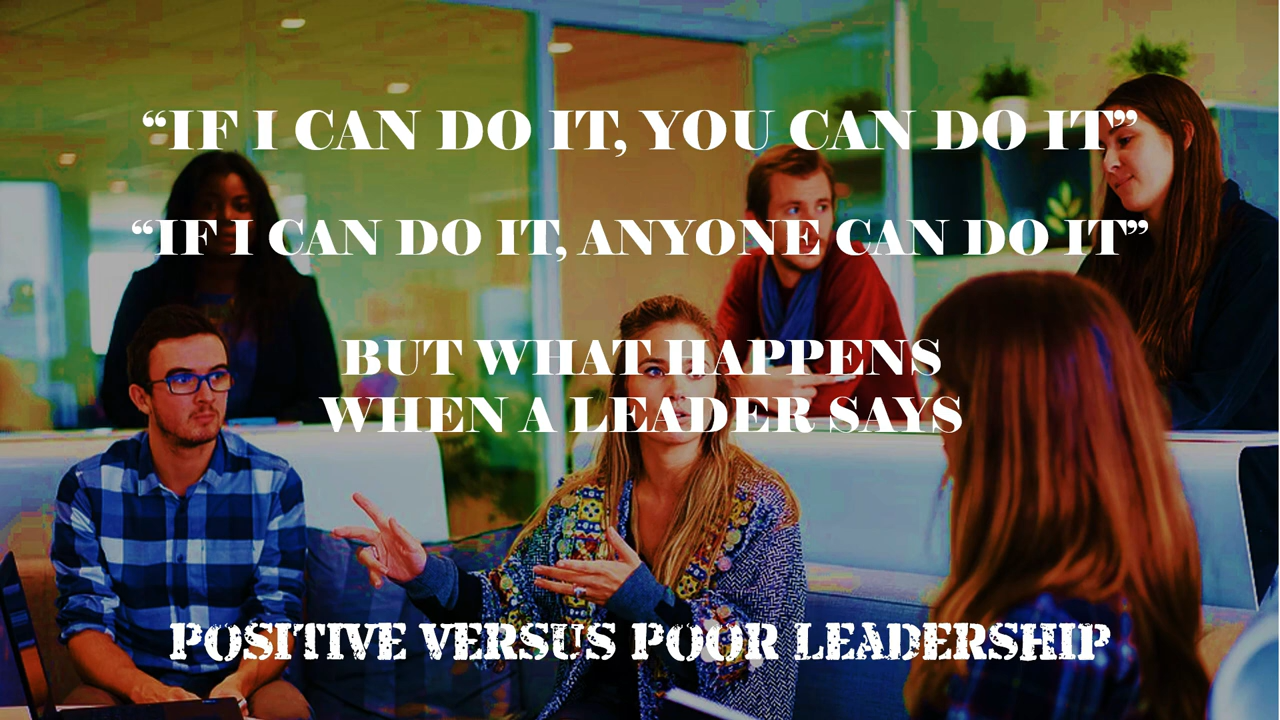 “IF I CAN DO IT, YOU CAN DO IT”
“IF I CAN DO IT, ANYONE CAN DO IT”
BUT WHAT HAPPENS
WHEN A LEADER SAYS
POSITIVE VERSUS POOR LEADERSHIP